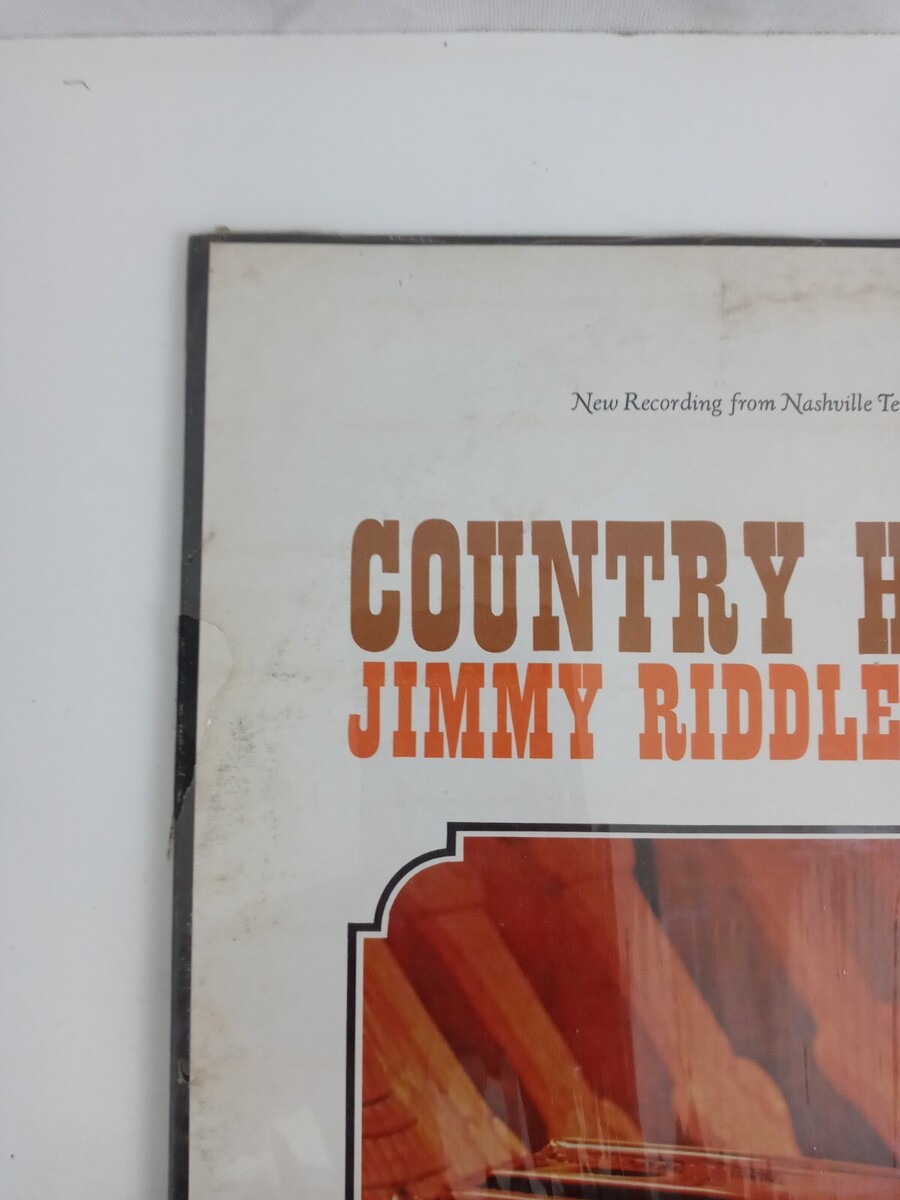 New Recording from Nashville Te
COUNTRY H
JIMMY RIDDLE